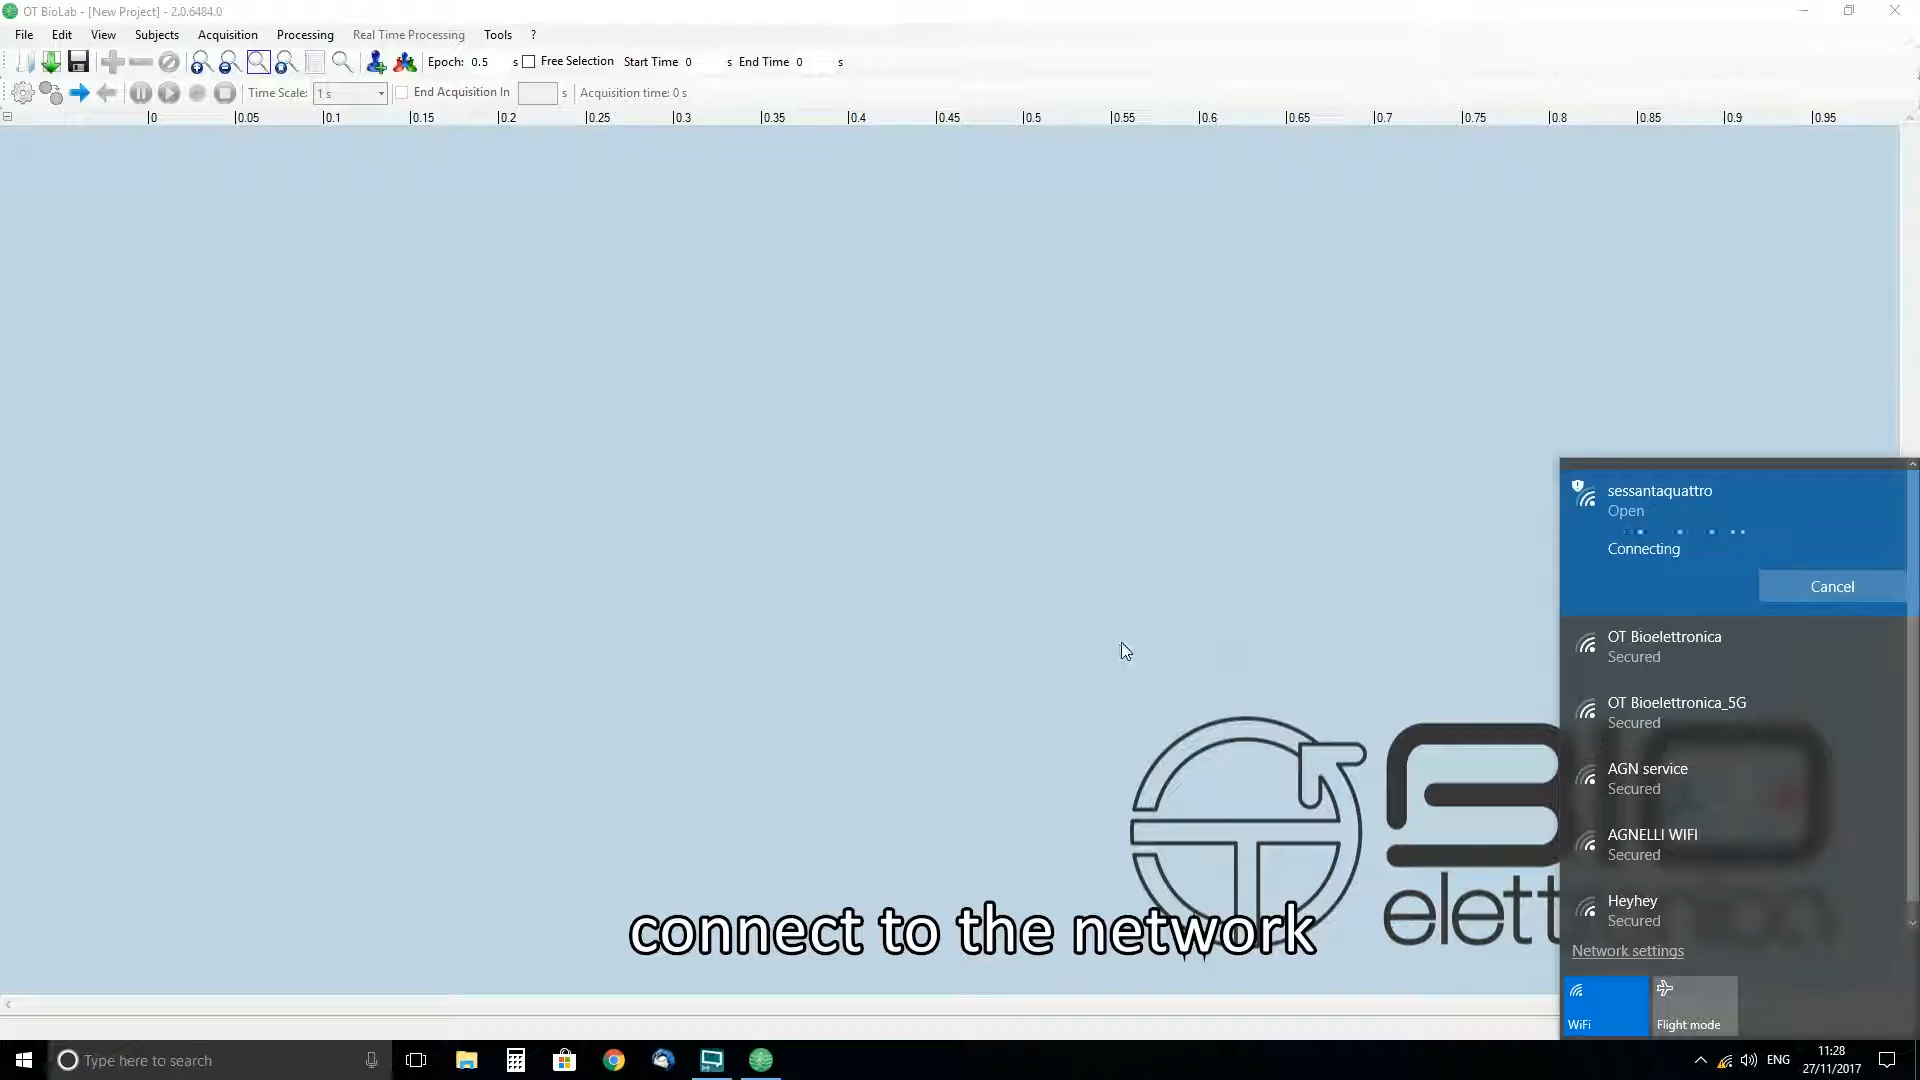 OT BioLab - [New Project] - 2.0.6484.0
File Edit View Subjects Acquisition Processing Real Time Processing Tools ?
Epoch: 0.5 s Free Selection Start Time 0 s End Time 0 s
Time Scale: 1 s End Acquisition In s Acquisition time: 0 s
0 0.05 0.1 0.15 0.2 0.25 0.3 0.35 0.4 0.45 0.5 0.55 0.6 0.65 0.7 0.75 0.8 0.85 0.9 0.95
sessantaquattro
Open
Connecting
Cancel
OT Bioelettronica
Secured
OT Bioelettronica_5G
Secured
AGN service
Secured
AGNELLI WIFI
Secured
Heyhey
Secured
Network settings
WiFi
Flight mode
connect to the network
Type here to search
ENG
11:28
27/11/2017